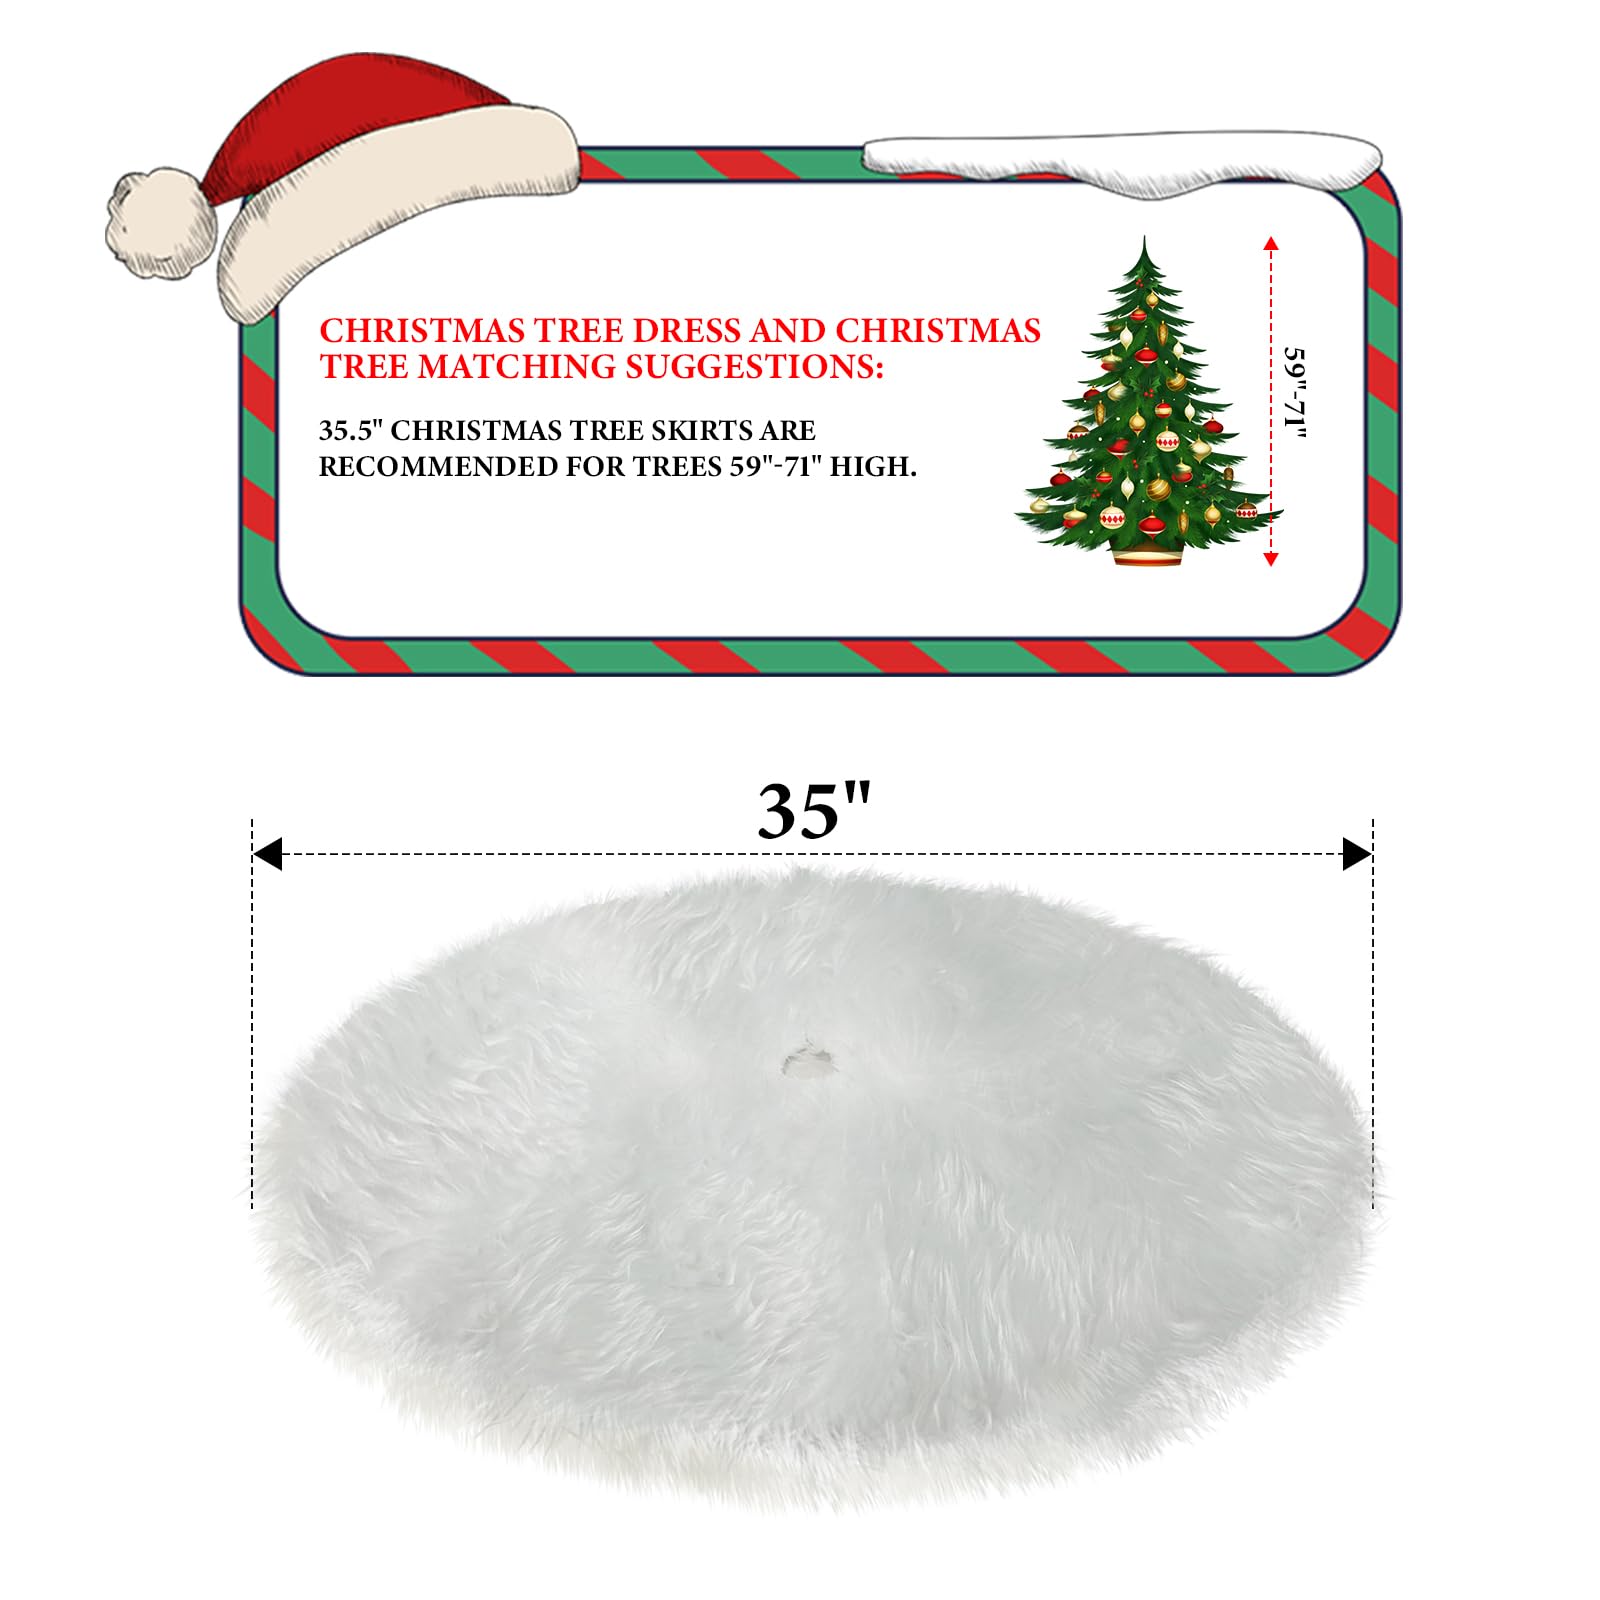 CHRISTMAS TREE DRESS AND CHRISTMAS
TREE MATCHING SUGGESTIONS:
35.5" CHRISTMAS TREE SKIRTS ARE
RECOMMENDED FOR TREES 59"-71" HIGH.
59"-71"
35"